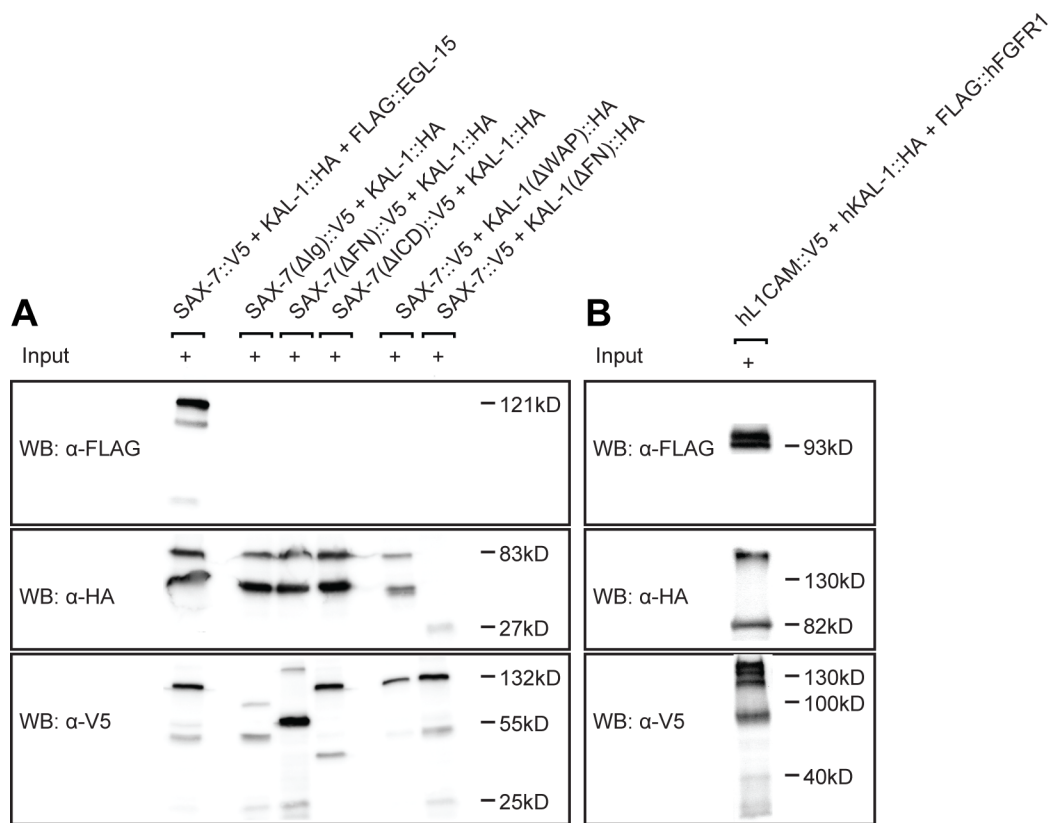 SAX-7::V5 + KAL-1::HA + FLAG::EGL-15
SAX-7(ΔIg)::V5 + KAL-1::HA
SAX-7(ΔFN)::V5 + KAL-1::HA
SAX-7(ΔICD)::V5 + KAL-1::HA
SAX-7::V5 + KAL-1(ΔWAP)::HA
SAX-7::V5 + KAL-1(ΔFN)::HA
A
Input + + + + + +
WB: α-FLAG
121kD
WB: α-HA
83kD
27kD
WB: α-V5
132kD
55kD
25kD
hL1CAM::V5 + hKAL-1::HA + FLAG::hFGFR1
B
Input +
WB: α-FLAG
93kD
WB: α-HA
130kD
82kD
WB: α-V5
130kD
100kD
40kD